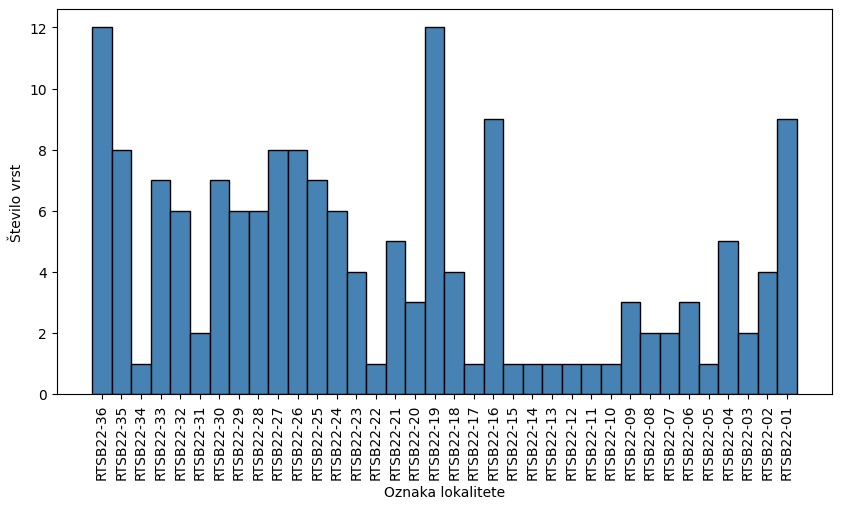 12
10
8
6
4
2
0
Število vrst
RTSB22-36
RTSB22-35
RTSB22-34
RTSB22-33
RTSB22-32
RTSB22-31
RTSB22-30
RTSB22-29
RTSB22-28
RTSB22-27
RTSB22-26
RTSB22-25
RTSB22-24
RTSB22-23
RTSB22-22
RTSB22-21
RTSB22-20
RTSB22-19
RTSB22-18
RTSB22-17
RTSB22-16
RTSB22-15
RTSB22-14
RTSB22-13
RTSB22-12
RTSB22-11
RTSB22-10
RTSB22-09
RTSB22-08
RTSB22-07
RTSB22-06
RTSB22-05
RTSB22-04
RTSB22-03
RTSB22-02
RTSB22-01
Oznaka lokalitete